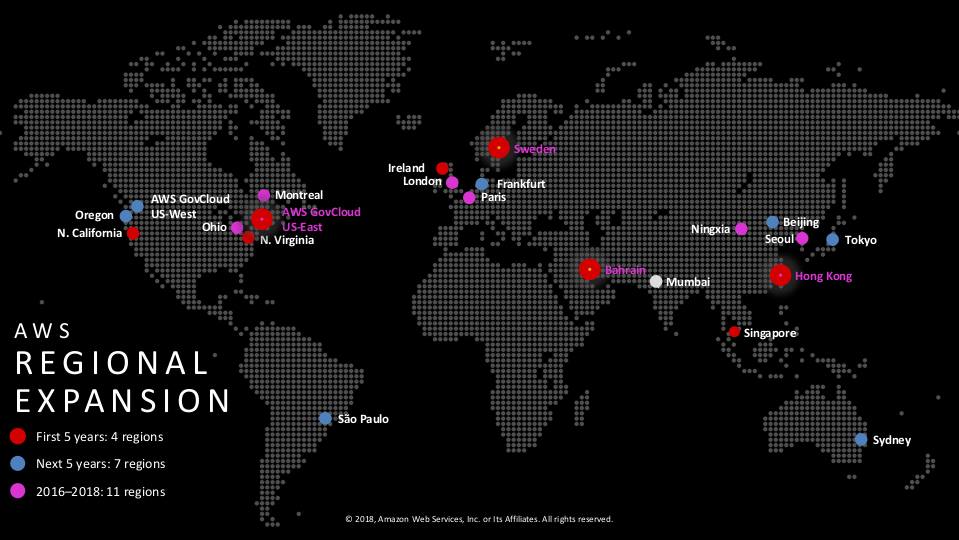 Sweden
Ireland
London
Frankfurt
Paris
AWS GovCloud
US-West
Oregon
N. California
Montreal
AWS GovCloud
US-East
Ohio
N. Virginia
Ningxia
Beijing
Seoul
Tokyo
Bahrain
Mumbai
Hong Kong
Singapore
AWS
REGIONAL
EXPANSION
São Paulo
Sydney
First 5 years: 4 regions
Next 5 years: 7 regions
2016–2018: 11 regions
© 2018, Amazon Web Services, Inc. or Its Affiliates. All rights reserved.